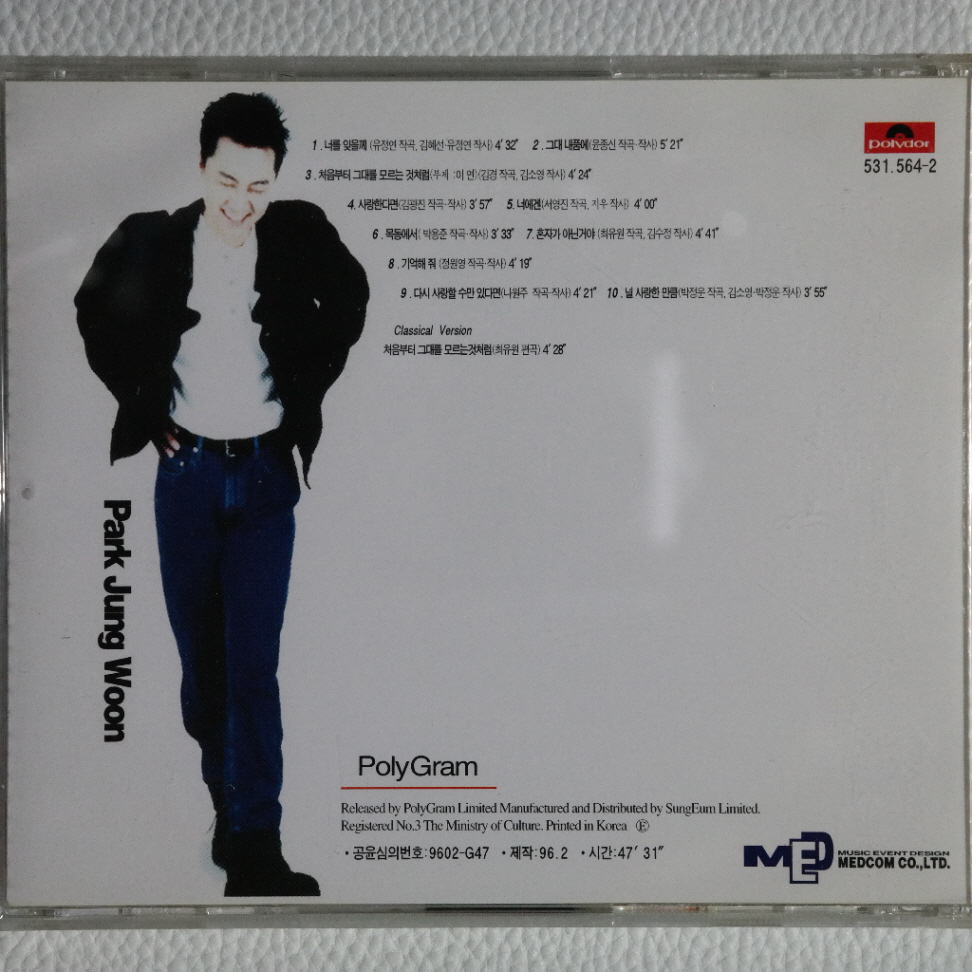 1 . 너를 잊을께 (유정연 작곡, 김혜선·유정연 작사) 4' 32" 2 . 그대 내품에(윤종신 작곡·작사) 5' 21"
3 . 처음부터 그대를 모르는 것처럼(부제 :이 연)(김경 작곡, 김소영 작사) 4' 24"
4. 사랑한다면(김광진 작곡·작사) 3' 57" 5. 너에겐(서영진 작곡, 지우 작사) 4' 00"
6 . 목동에서( 박용준 작곡·작사) 3' 33" 7. 혼자가 아닌거야 (최유원 작곡, 김수정 작사) 4' 41"
8 . 기억해 줘 (정원영 작곡·작사) 4' 19"
9 . 다시 사랑할 수만 있다면(나원주 작곡·작사) 4' 21" 10 . 널 사랑한 만큼(박정운 작곡, 김소영·박정운 작사) 3' 55"
Classical Version
처음부터 그대를 모르는것처럼(최유원 편곡) 4' 28"
polydor
531.564-2
Park Jung Woon
PolyGram
Released by PolyGram Limited Manufactured and Distributed by SungEum Limited.
Registered No.3 The Ministry of Culture. Printed in Korea Ⓔ
·공윤심의번호:9602-G47 ·제작:96.2 ·시간:47' 31"
MED
MUSIC EVENT DESIGN
MEDCOM CO.,LTD.